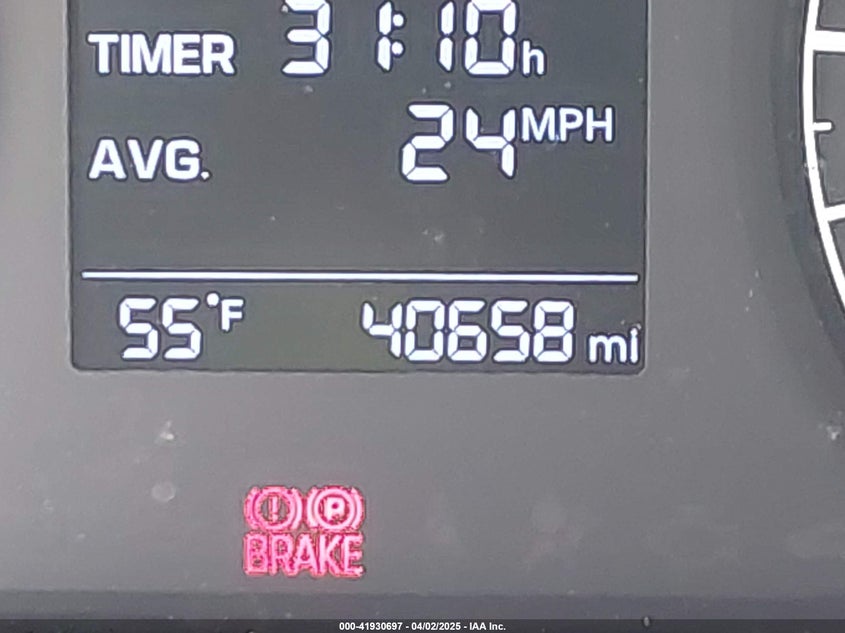 TIMER 31:10h
AVG. 24MPH
55°F 40658 mi
(!) (P)
BRAKE
000-41930697 - 04/02/2025 - IAA Inc.